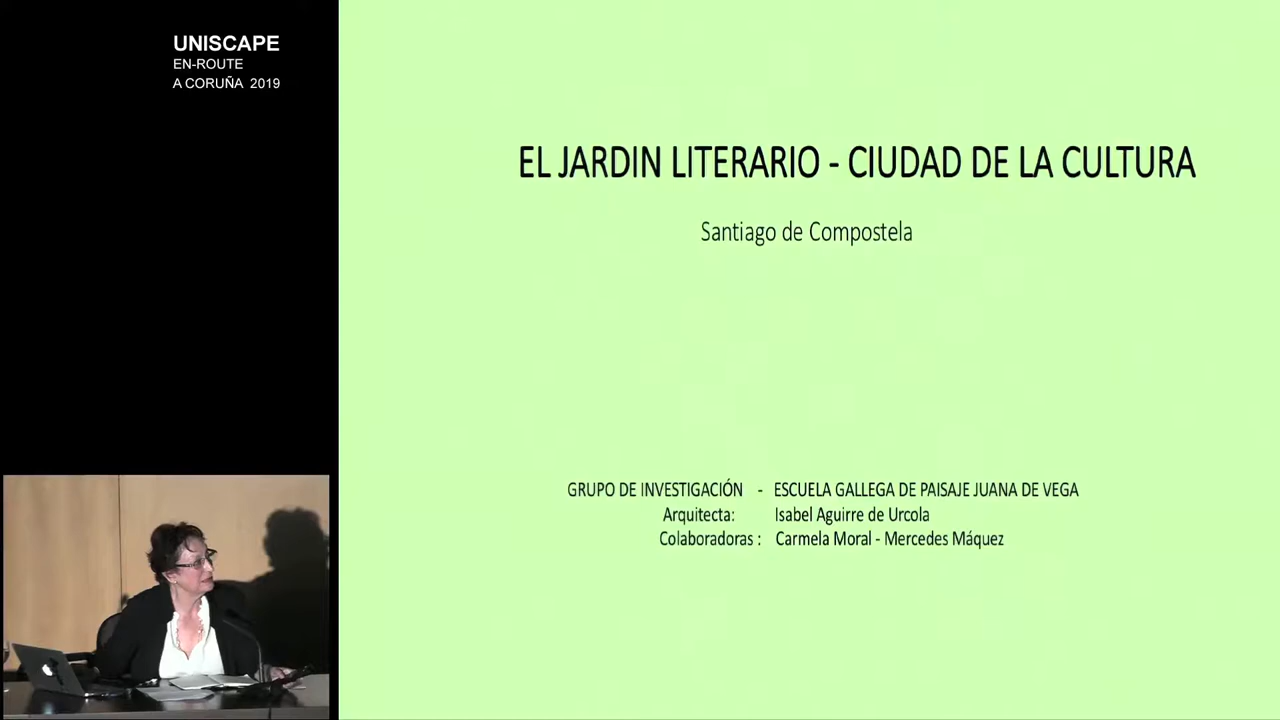 UNISCAPE
EN-ROUTE
A CORUÑA 2019
EL JARDIN LITERARIO - CIUDAD DE LA CULTURA
Santiago de Compostela
GRUPO DE INVESTIGACIÓN - ESCUELA GALLEGA DE PAISAJE JUANA DE VEGA
Arquitecta: Isabel Aguirre de Urcola
Colaboradoras : Carmela Moral - Mercedes Máquez